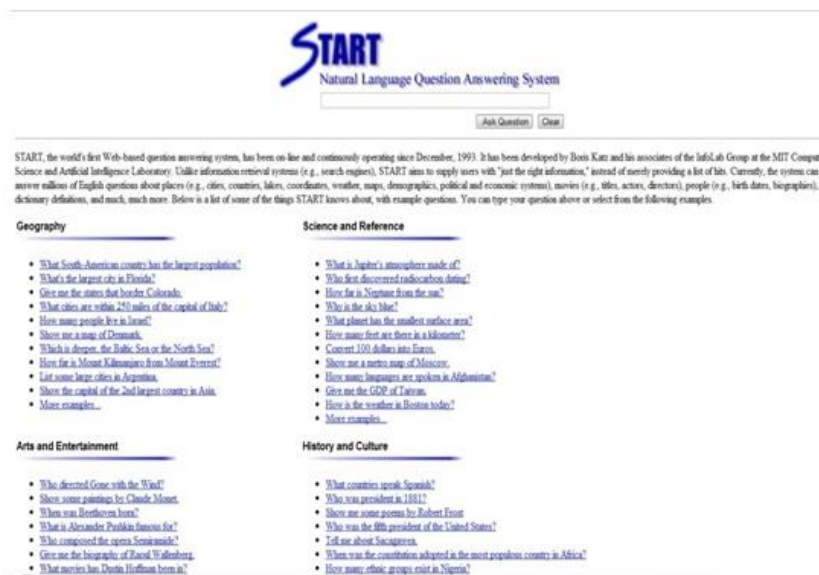 START
Natural Language Question Answering System
Ask Question Clear
START, the world's first Web-based question answering system, has been on-line and continuously operating since December, 1993. It has been developed by Boris Katz and his associates of the InfoLab Group at the MIT Comput
Science and Artificial Intelligence Laboratory. Unlike information retrieval systems (e.g., search engines), START aims to supply users with "just the right information," instead of merely providing a list of hits. Currently, the system can
answer millions of English questions about places (e.g., cities, countries, lakes, coordinates, weather, maps, demographics, political and economic systems), movies (e.g., titles, actors, directors), people (e.g., birth dates, biographies),
dictionary definitions, and much, much more. Below is a list of some of the things START knows about, with example questions. You can type your question above or select from the following examples.
Geography
What South-American country has the largest population?
What's the largest city in Florida?
Give me the states that border Colorado.
What cities are within 250 miles of the capital of Italy?
How many people live in Israel?
Show me a map of Denmark.
Which is deeper, the Baltic Sea or the North Sea?
How far is Mount Kilimanjaro from Mount Everest?
List some large cities in Argentina.
Show the capital of the 2nd largest country in Asia.
More examples...
Science and Reference
What is Jupiter's atmosphere made of?
Who first discovered radiocarbon dating?
How far is Neptune from the sun?
Why is the sky blue?
What planet has the smallest surface area?
How many feet are there in a kilometer?
Convert 100 dollars into Euros.
Show me a metro map of Moscow.
How many languages are spoken in Afghanistan?
Give me the GDP of Taiwan.
How is the weather in Boston today?
More examples...
Arts and Entertainment
Who directed Gone with the Wind?
Show some paintings by Claude Monet.
When was Beethoven born?
What is Alexander Pushkin famous for?
Who composed the opera Semiramide?
Give me the biography of Raoul Wallenberg.
What movies has Dustin Hoffman been in?
History and Culture
What countries speak Spanish?
Who was president in 1881?
Show me some poems by Robert Frost
Who was the fifth president of the United States?
Tell me about Sacagawea.
When was the constitution adopted in the most populous country in Africa?
How many ethnic groups exist in Nigeria?